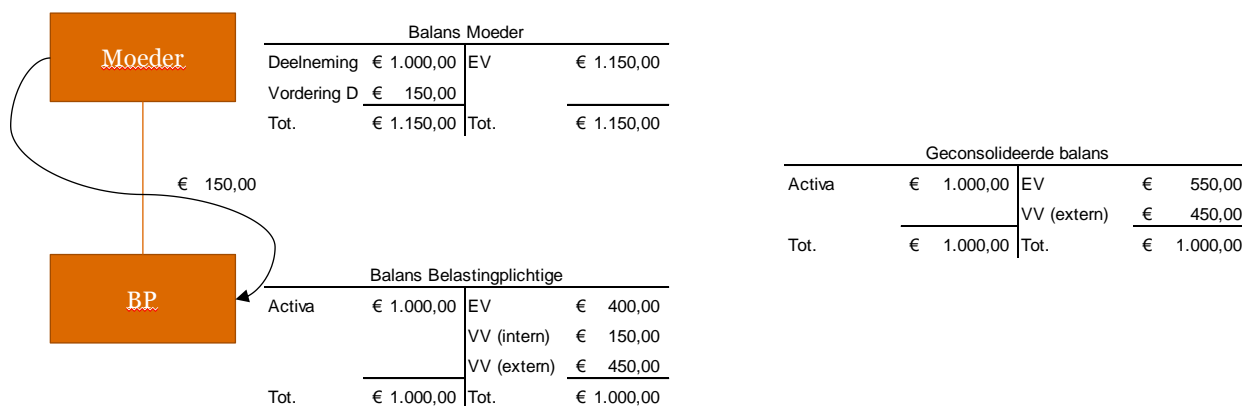 Moeder
Balans Moeder
Deelneming € 1.000,00 EV € 1.150,00
Vordering D € 150,00
Tot. € 1.150,00 Tot. € 1.150,00
€ 150,00
BP
Balans Belastingplichtige
Activa € 1.000,00 EV € 400,00
VV (intern) € 150,00
VV (extern) € 450,00
Tot. € 1.000,00 Tot. € 1.000,00
Geconsolideerde balans
Activa € 1.000,00 EV € 550,00
VV (extern) € 450,00
Tot. € 1.000,00 Tot. € 1.000,00